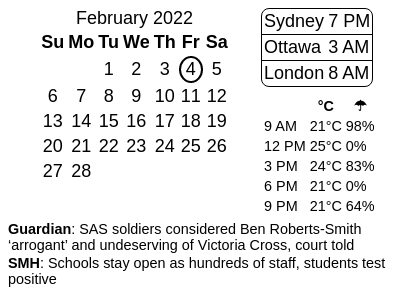 February 2022
Su Mo Tu We Th Fr Sa
1 2 3 4 5
6 7 8 9 10 11 12
13 14 15 16 17 18 19
20 21 22 23 24 25 26
27 28
Sydney 7 PM
Ottawa 3 AM
London 8 AM
°C ☂
9 AM 21°C 98%
12 PM 25°C 0%
3 PM 24°C 83%
6 PM 21°C 0%
9 PM 21°C 64%
Guardian: SAS soldiers considered Ben Roberts-Smith
‘arrogant’ and undeserving of Victoria Cross, court told
SMH: Schools stay open as hundreds of staff, students test
positive